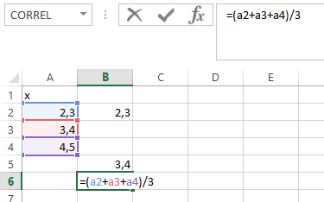 CORREL
fx
=(a2+a3+a4)/3
A B C D E
1 x
2 2,3 2,3
3 3,4
4 4,5
5 3,4
6 =(a2+a3+a4)/3
7